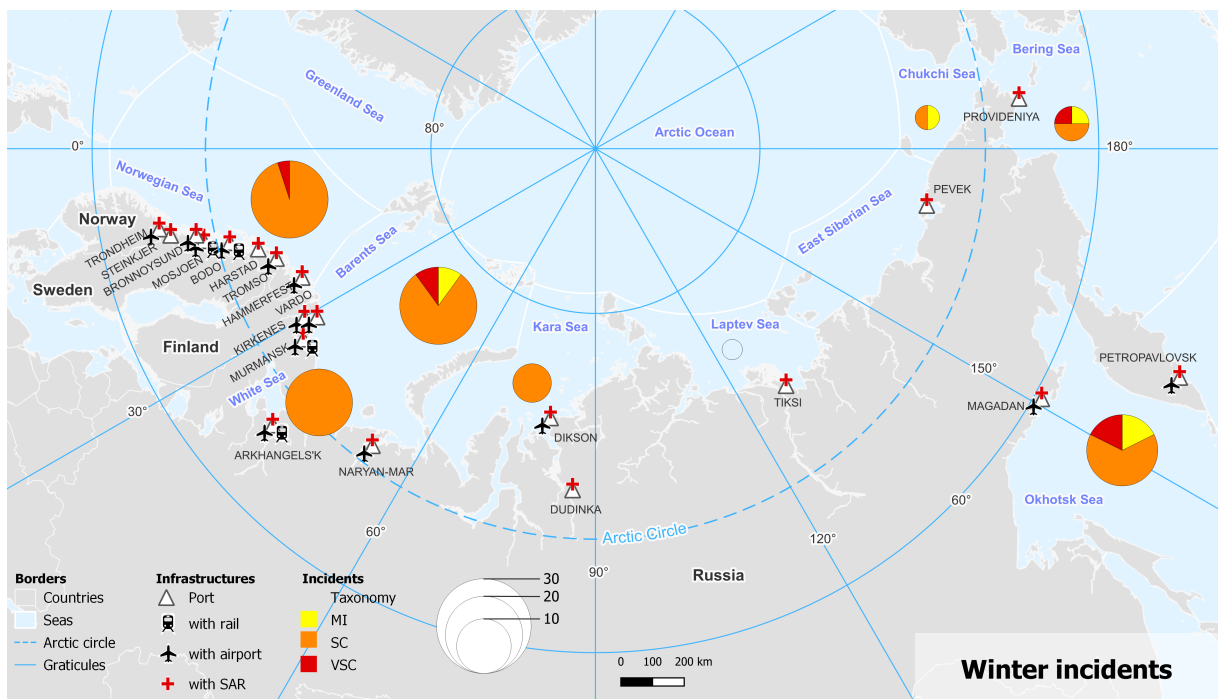 Bering Sea
Chukchi Sea
Greenland Sea
PROVIDENIYA
80°
Arctic Ocean
0°
180°
Norwegian Sea
PEVEK
Norway
East Siberian Sea
Barents Sea
TRONDHEIM
STEINKJER
BRONNOYSUND
MOSJOEN
BODO
HARSTAD
TROMSO
HAMMERFEST
VARDO
Sweden
KIRKENES
Kara Sea
Laptev Sea
Finland
MURMANSK
PETROPAVLOVSK
150°
White Sea
TIKSI
MAGADAN
30°
DIKSON
ARKHANGELS'K
NARYAN-MAR
60°
Okhotsk Sea
DUDINKA
60°
Arctic Circle
120°
90°
Russia
Borders
Countries
Seas
Arctic circle
Graticules
Infrastructures
Port
with rail
with airport
with SAR
Incidents
Taxonomy
MI
SC
VSC
30
20
10
0 100 200 km
Winter incidents